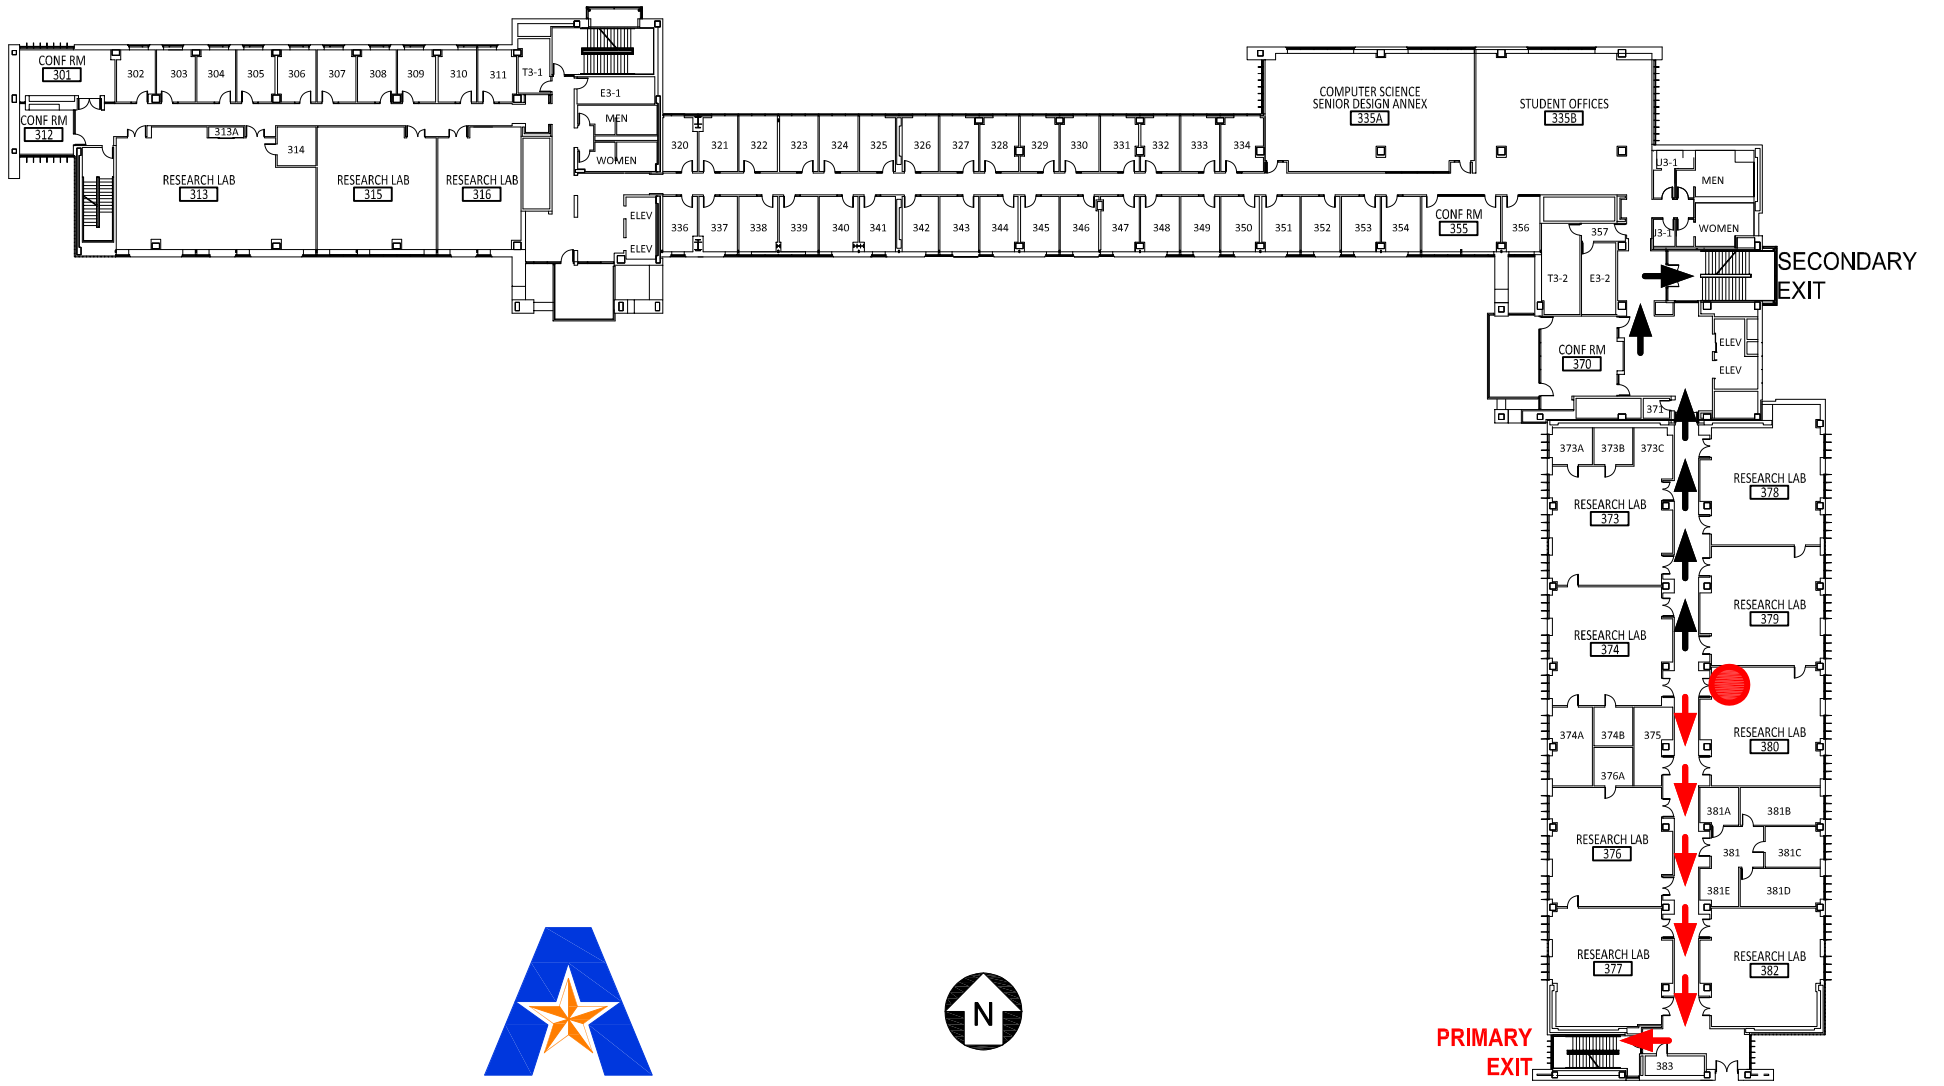 CONF RM
301
302
303
304
305
306
307
308
309
310
311
T3-1
E3-1
MEN
WOMEN
CONF RM
312
313A
314
RESEARCH LAB
313
RESEARCH LAB
315
RESEARCH LAB
316
ELEV
ELEV
320
321
322
323
324
325
326
327
328
329
330
331
332
333
334
COMPUTER SCIENCE
SENIOR DESIGN ANNEX
335A
STUDENT OFFICES
335B
336
337
338
339
340
341
342
343
344
345
346
347
348
349
350
351
352
353
354
CONF RM
355
356
357
J3-1
MEN
J3-1
WOMEN
T3-2
E3-2
SECONDARY
EXIT
CONF RM
370
ELEV
ELEV
371
373A
373B
373C
RESEARCH LAB
373
RESEARCH LAB
378
RESEARCH LAB
374
RESEARCH LAB
379
374A
374B
375
376A
RESEARCH LAB
380
381A
381B
381
381C
381E
381D
RESEARCH LAB
376
RESEARCH LAB
377
RESEARCH LAB
382
383
PRIMARY
EXIT
N
A